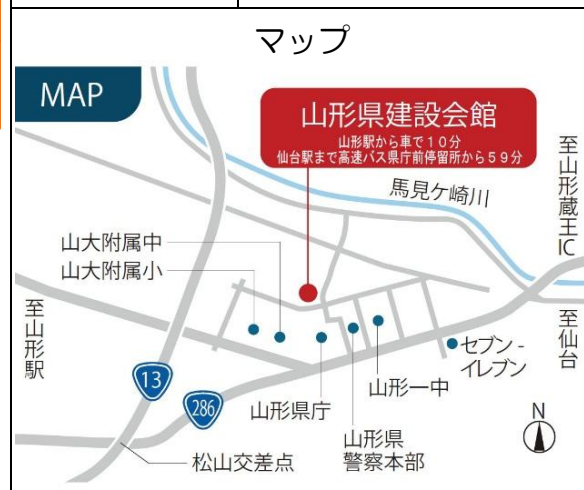 マップ
MAP
山形県建設会館
山形駅から車で10分
仙台駅まで高速バス県庁前停留所から59分
至山形蔵王IC
馬見ケ崎川
山大附属中
山大附属小
至山形駅
至仙台
セブン-
イレブン
13
286
山形一中
山形県庁
山形県
警察本部
松山交差点
N